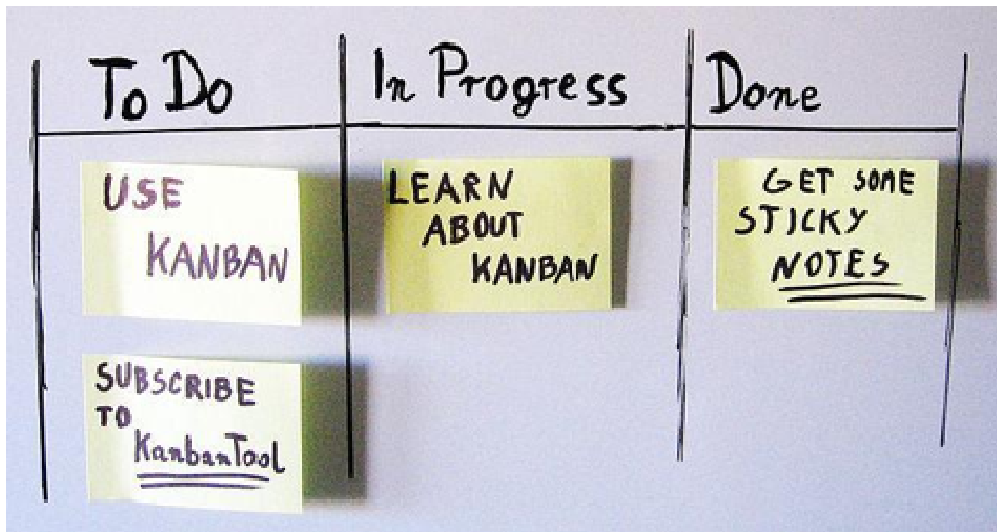 To Do
In Progress
Done
USE
KANBAN
SUBSCRIBE
TO
KanbanTool
LEARN
ABOUT
KANBAN
GET SOME
STICKY
NOTES